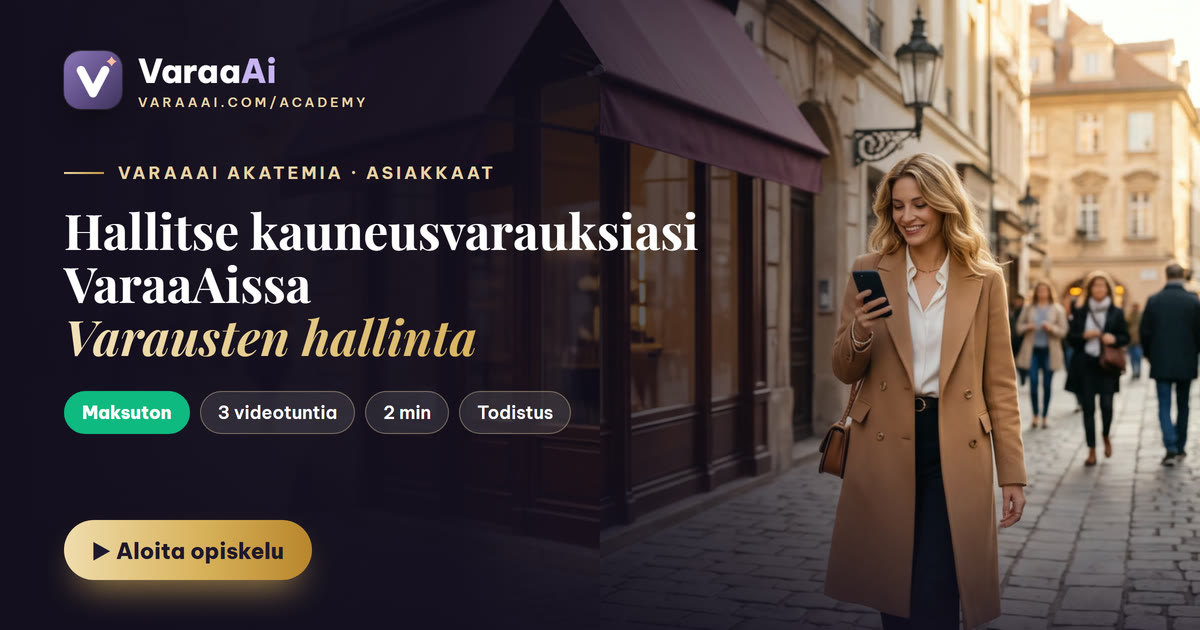 VaraaAi
VARAAAI.COM/ACADEMY
VARAAAI AKATEMIA · ASIAKKAAT
Hallitse kauneusvarauksiasi
VaraaAissa
Varausten hallinta
Maksuton
3 videotuntia
2 min
Todistus
▶ Aloita opiskelu